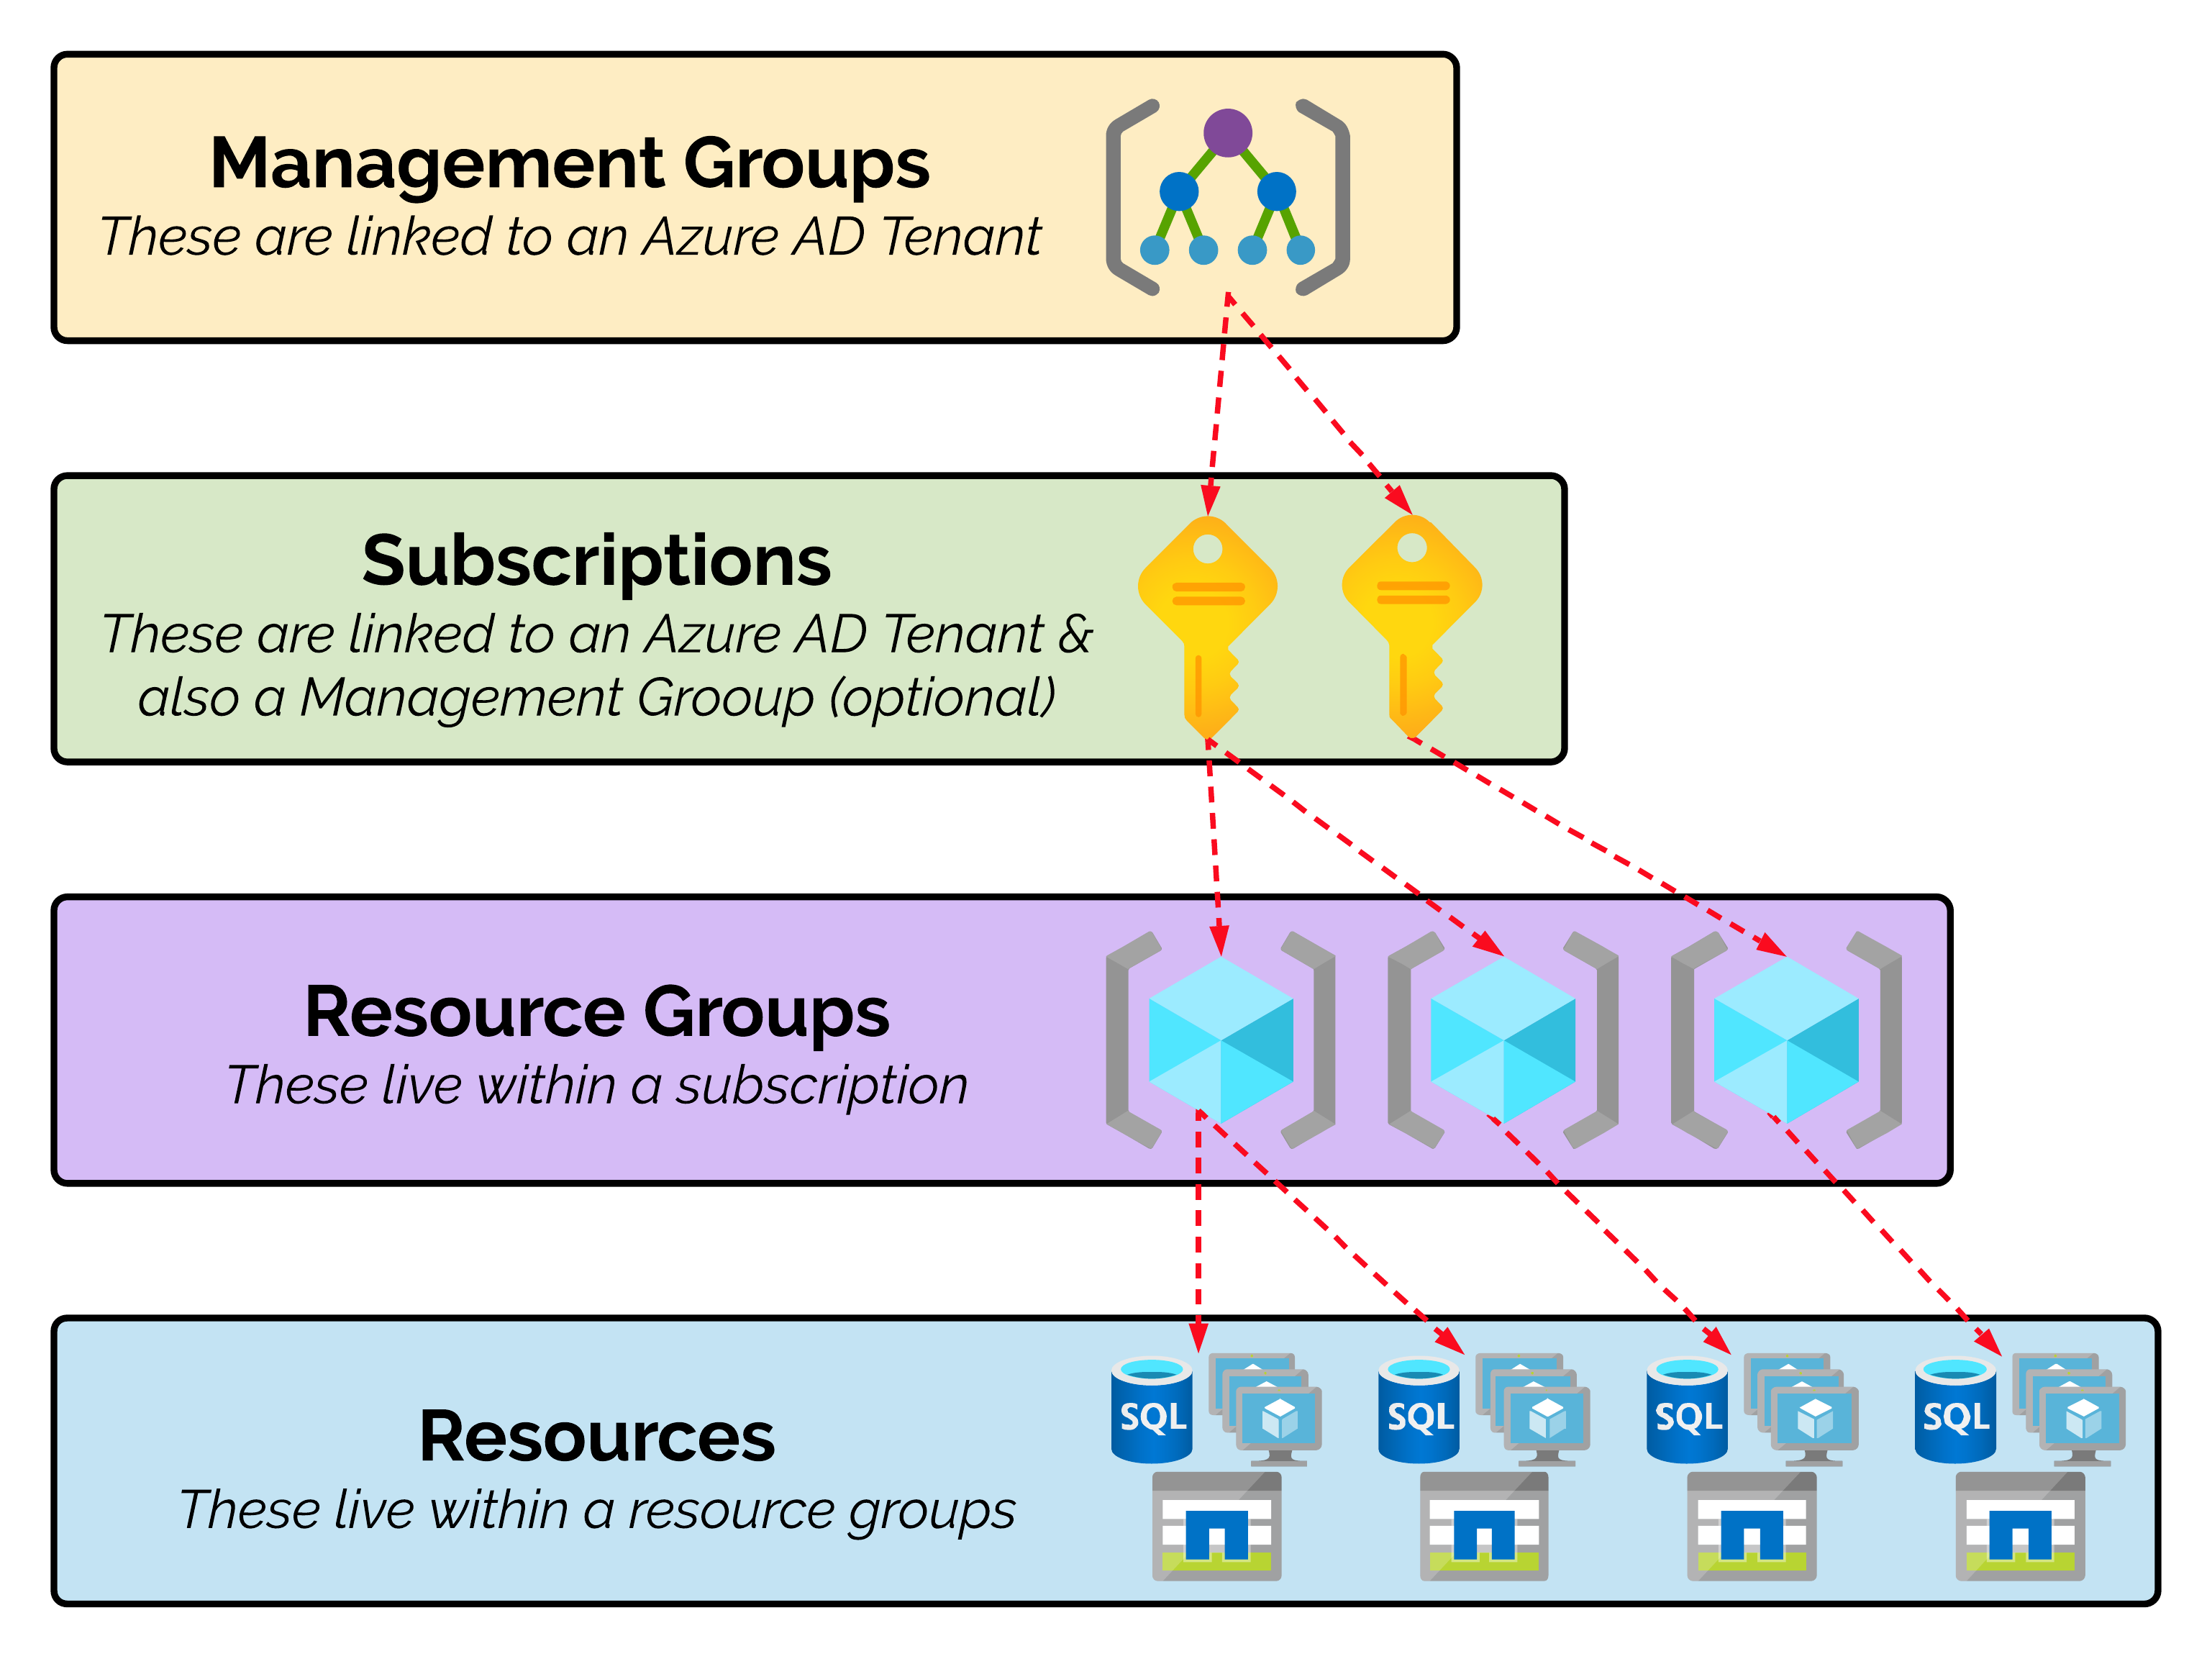 Management Groups
These are linked to an Azure AD Tenant
Subscriptions
These are linked to an Azure AD Tenant &
also a Management Grooup (optional)
Resource Groups
These live within a subscription
Resources
These live within a resource groups
SQL SQL SQL SQL